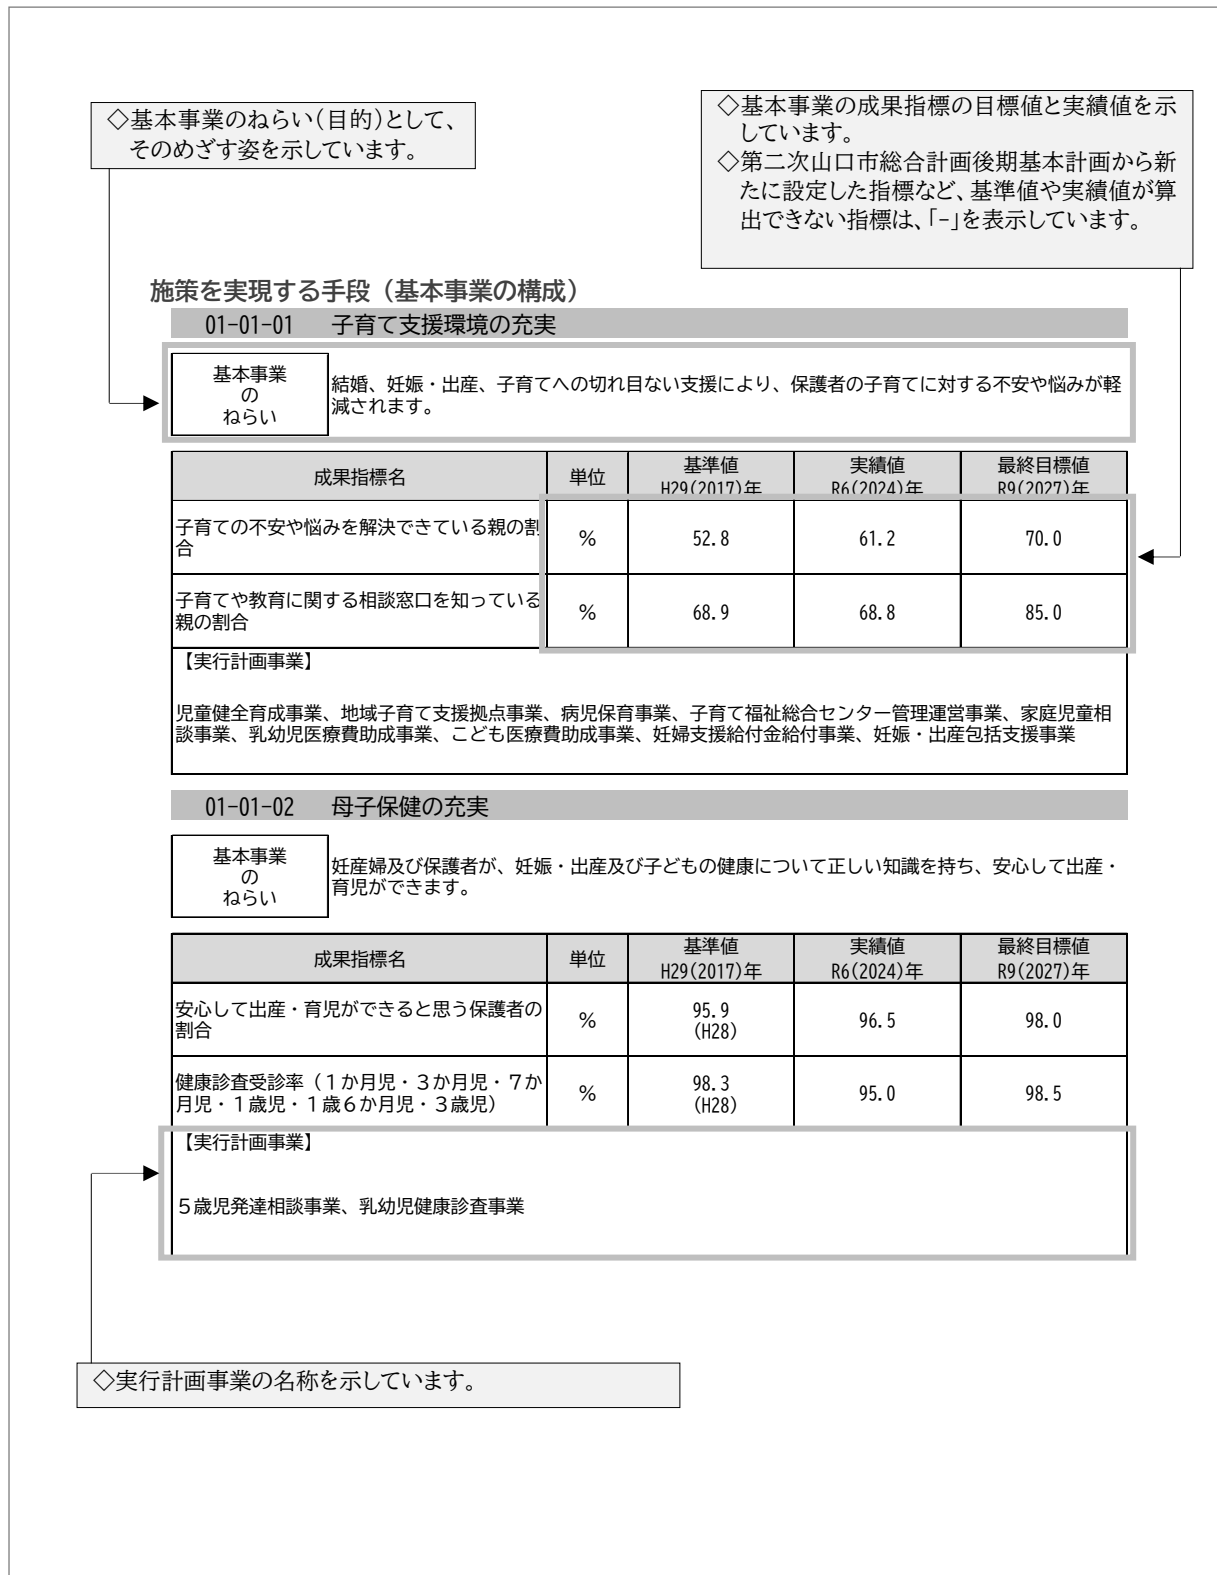 ◇基本事業のねらい（目的）として、
そのめざす姿を示しています。
◇基本事業の成果指標の目標値と実績値を示
しています。
◇第二次山口市総合計画後期基本計画から新
たに設定した指標など、基準値や実績値が算
出できない指標は、「-」を表示しています。
施策を実現する手段（基本事業の構成）
01-01-01 子育て支援環境の充実
基本事業
の
ねらい
結婚、妊娠・出産、子育てへの切れ目ない支援により、保護者の子育てに対する不安や悩みが軽
減されます。
成果指標名 単位 基準値 実績値 最終目標値
H29(2017)年 R6(2024)年 R9(2027)年
子育ての不安や悩みを解決できている親の割
合
% 52.8 61.2 70.0
子育てや教育に関する相談窓口を知っている
親の割合
% 68.9 68.8 85.0
【実行計画事業】
児童健全育成事業、地域子育て支援拠点事業、病児保育事業、子育て福祉総合センター管理運営事業、家庭児童相
談事業、乳幼児医療費助成事業、こども医療費助成事業、妊婦支援給付金給付事業、妊娠・出産包括支援事業
01-01-02 母子保健の充実
基本事業
の
ねらい
妊産婦及び保護者が、妊娠・出産及び子どもの健康について正しい知識を持ち、安心して出産・
育児ができます。
成果指標名 単位 基準値 実績値 最終目標値
H29(2017)年 R6(2024)年 R9(2027)年
安心して出産・育児ができると思う保護者の
割合
% 95.9 96.5 98.0
(H28)
健康診査受診率（１か月児・３か月児・７か
月児・１歳児・１歳６か月児・３歳児）
% 98.3 95.0 98.5
(H28)
【実行計画事業】
５歳児発達相談事業、乳幼児健康診査事業
◇実行計画事業の名称を示しています。